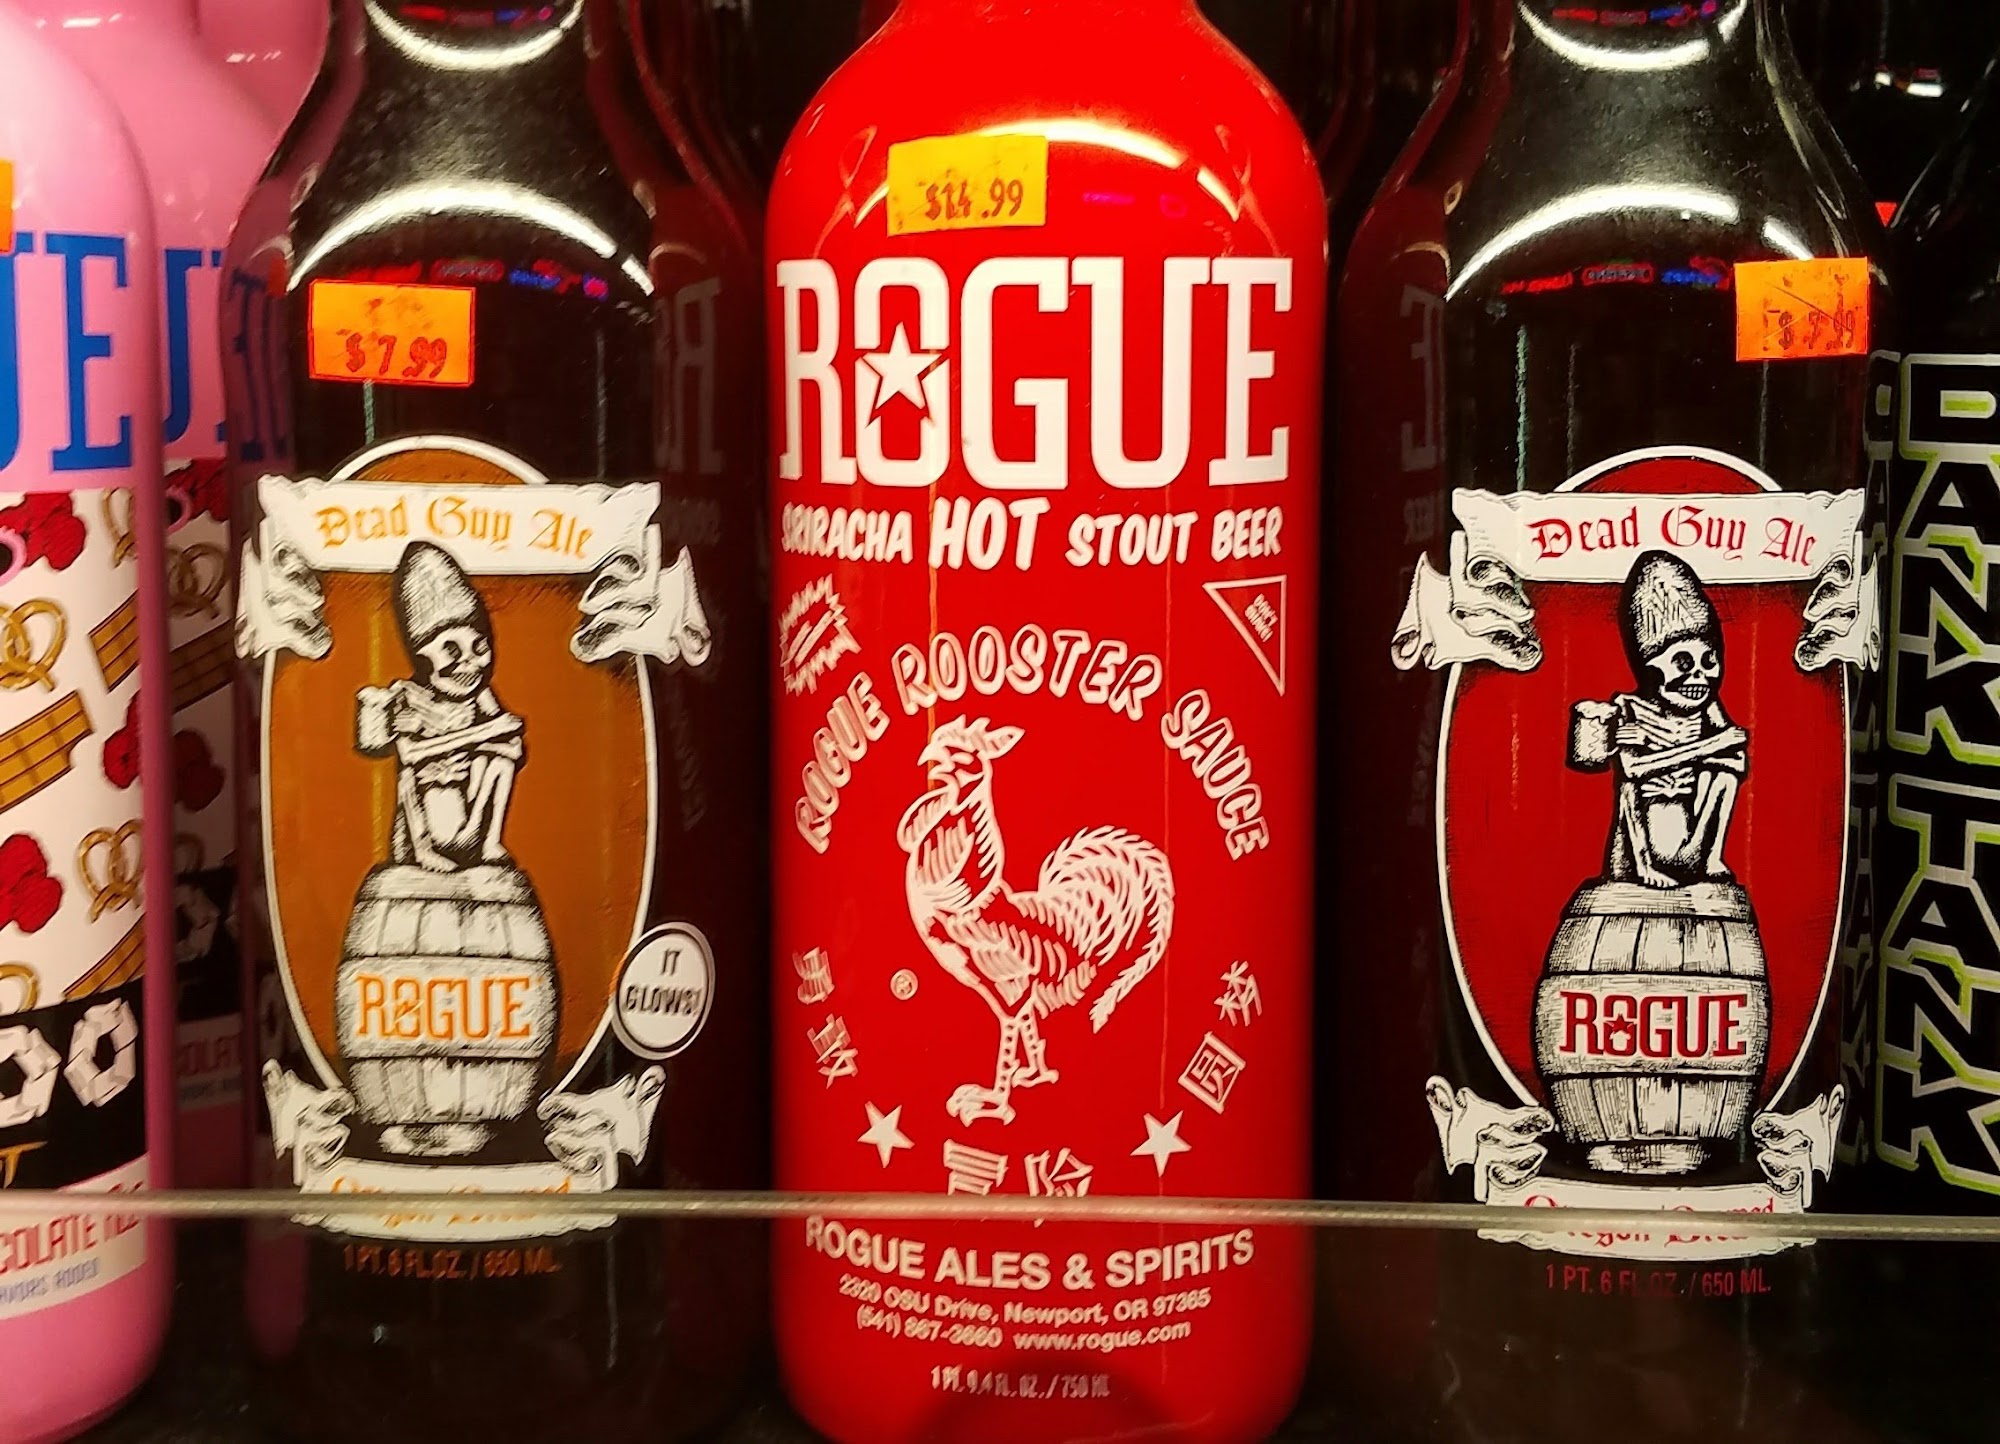 $7.99
Dead Guy Ale
ROGUE
IT
GLOWS!
1 PT. 6 FL.OZ. / 650 ML.
$14.99
ROGUE
SRIRACHA HOT STOUT BEER
ROGUE ROOSTER SAUCE
®
ROGUE ALES & SPIRITS
2320 OSU Drive, Newport, OR 97365
(541) 867-3660 www.rogue.com
1 PT. 9.4 FL. OZ. / 750 ML
Dead Guy Ale
ROGUE
1 PT. 6 FL.OZ. / 650 ML.
DANK
TANK